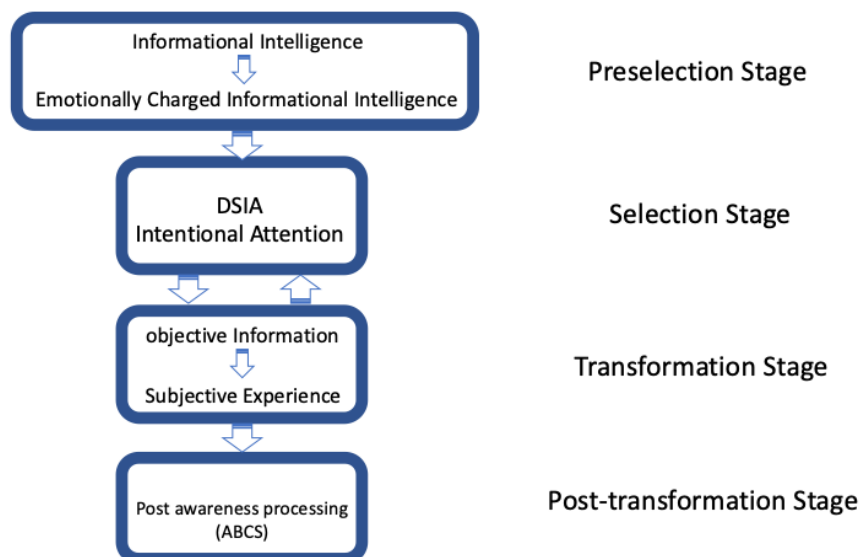 Informational Intelligence
Emotionally Charged Informational Intelligence
Preselection Stage
DSIA
Intentional Attention
Selection Stage
objective Information
Subjective Experience
Transformation Stage
Post awareness processing
(ABCS)
Post-transformation Stage